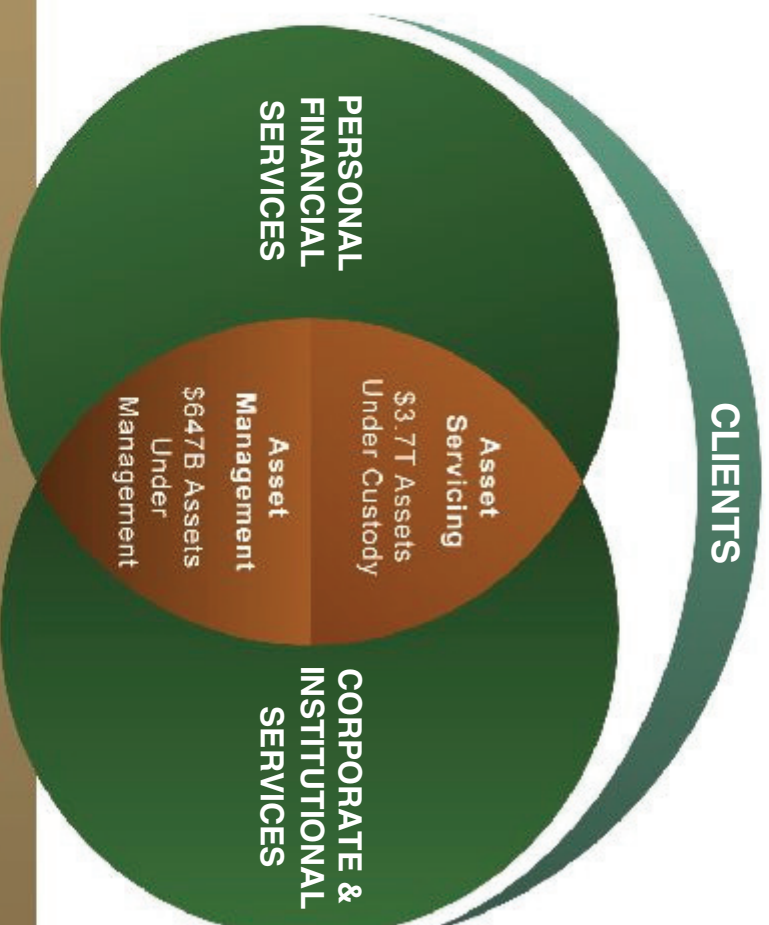 CLIENTS
PERSONAL
FINANCIAL
SERVICES
Asset
Servicing
$3.7T Assets
Under Custody
Asset
Management
$647B Assets
Under
Management
CORPORATE &
INSTITUTIONAL
SERVICES